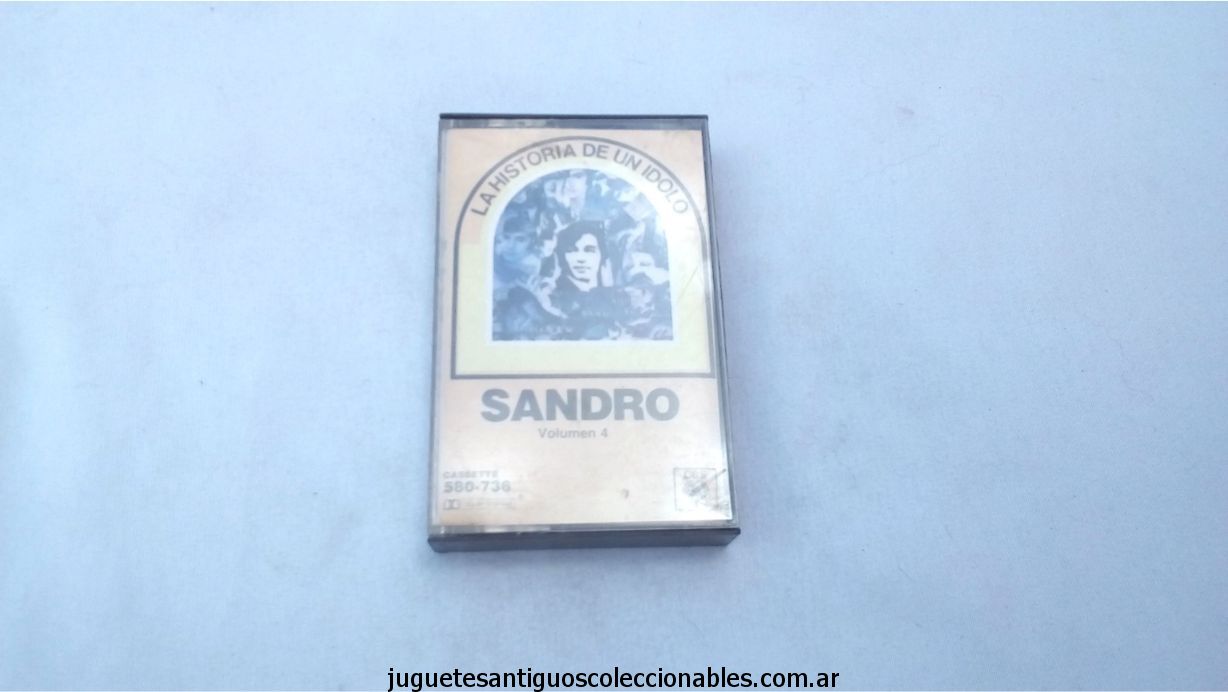 LA HISTORIA DE UN IDOLO
SANDRO
Volumen 4
CASSETTE
580-736
juguetesantiguoscoleccionables.com.ar